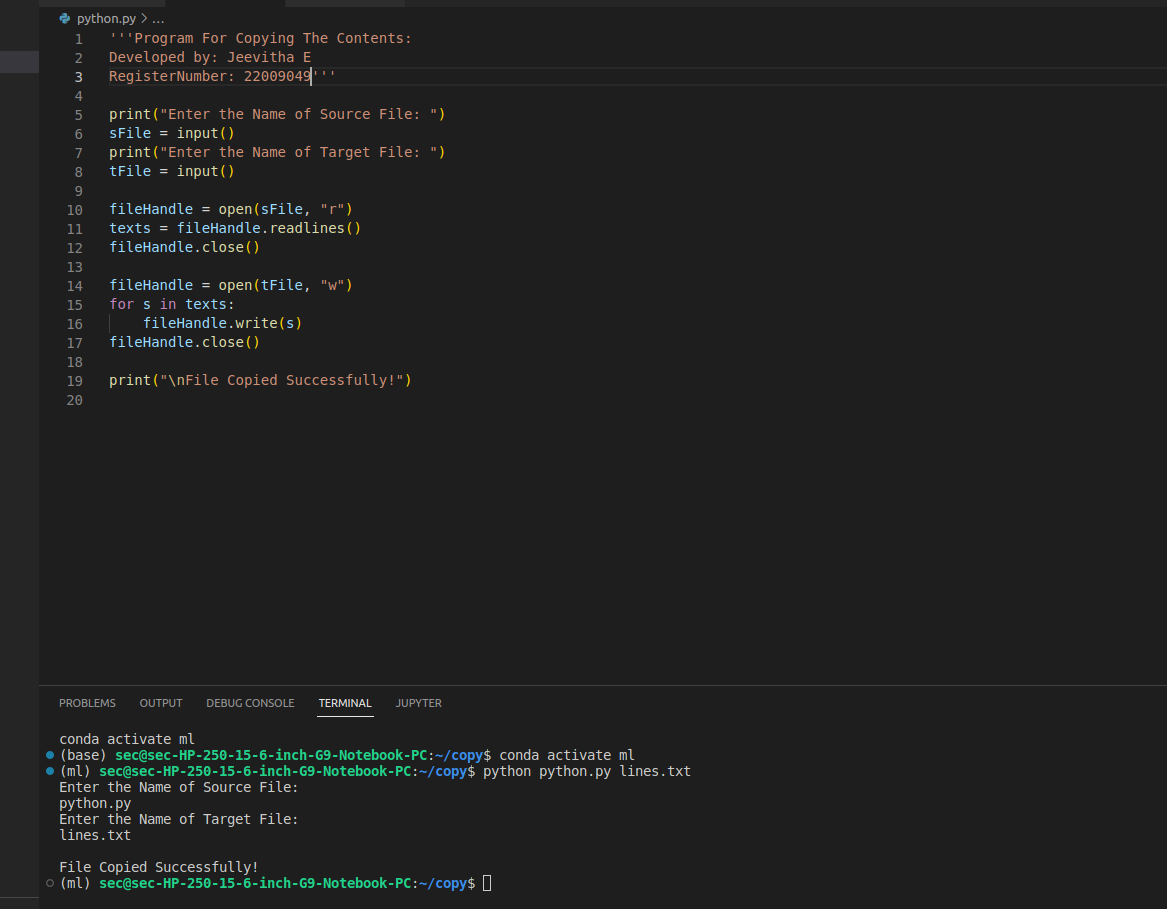 python.py > ...
1 '''Program For Copying The Contents:
2 Developed by: Jeevitha E
3 RegisterNumber: 22009049'''
4
5 print("Enter the Name of Source File: ")
6 sFile = input()
7 print("Enter the Name of Target File: ")
8 tFile = input()
9
10 fileHandle = open(sFile, "r")
11 texts = fileHandle.readlines()
12 fileHandle.close()
13
14 fileHandle = open(tFile, "w")
15 for s in texts:
16     fileHandle.write(s)
17 fileHandle.close()
18
19 print("\nFile Copied Successfully!")
20
PROBLEMS OUTPUT DEBUG CONSOLE TERMINAL JUPYTER
conda activate ml
(base) sec@sec-HP-250-15-6-inch-G9-Notebook-PC:~/copy$ conda activate ml
(ml) sec@sec-HP-250-15-6-inch-G9-Notebook-PC:~/copy$ python python.py lines.txt
Enter the Name of Source File:
python.py
Enter the Name of Target File:
lines.txt
File Copied Successfully!
(ml) sec@sec-HP-250-15-6-inch-G9-Notebook-PC:~/copy$